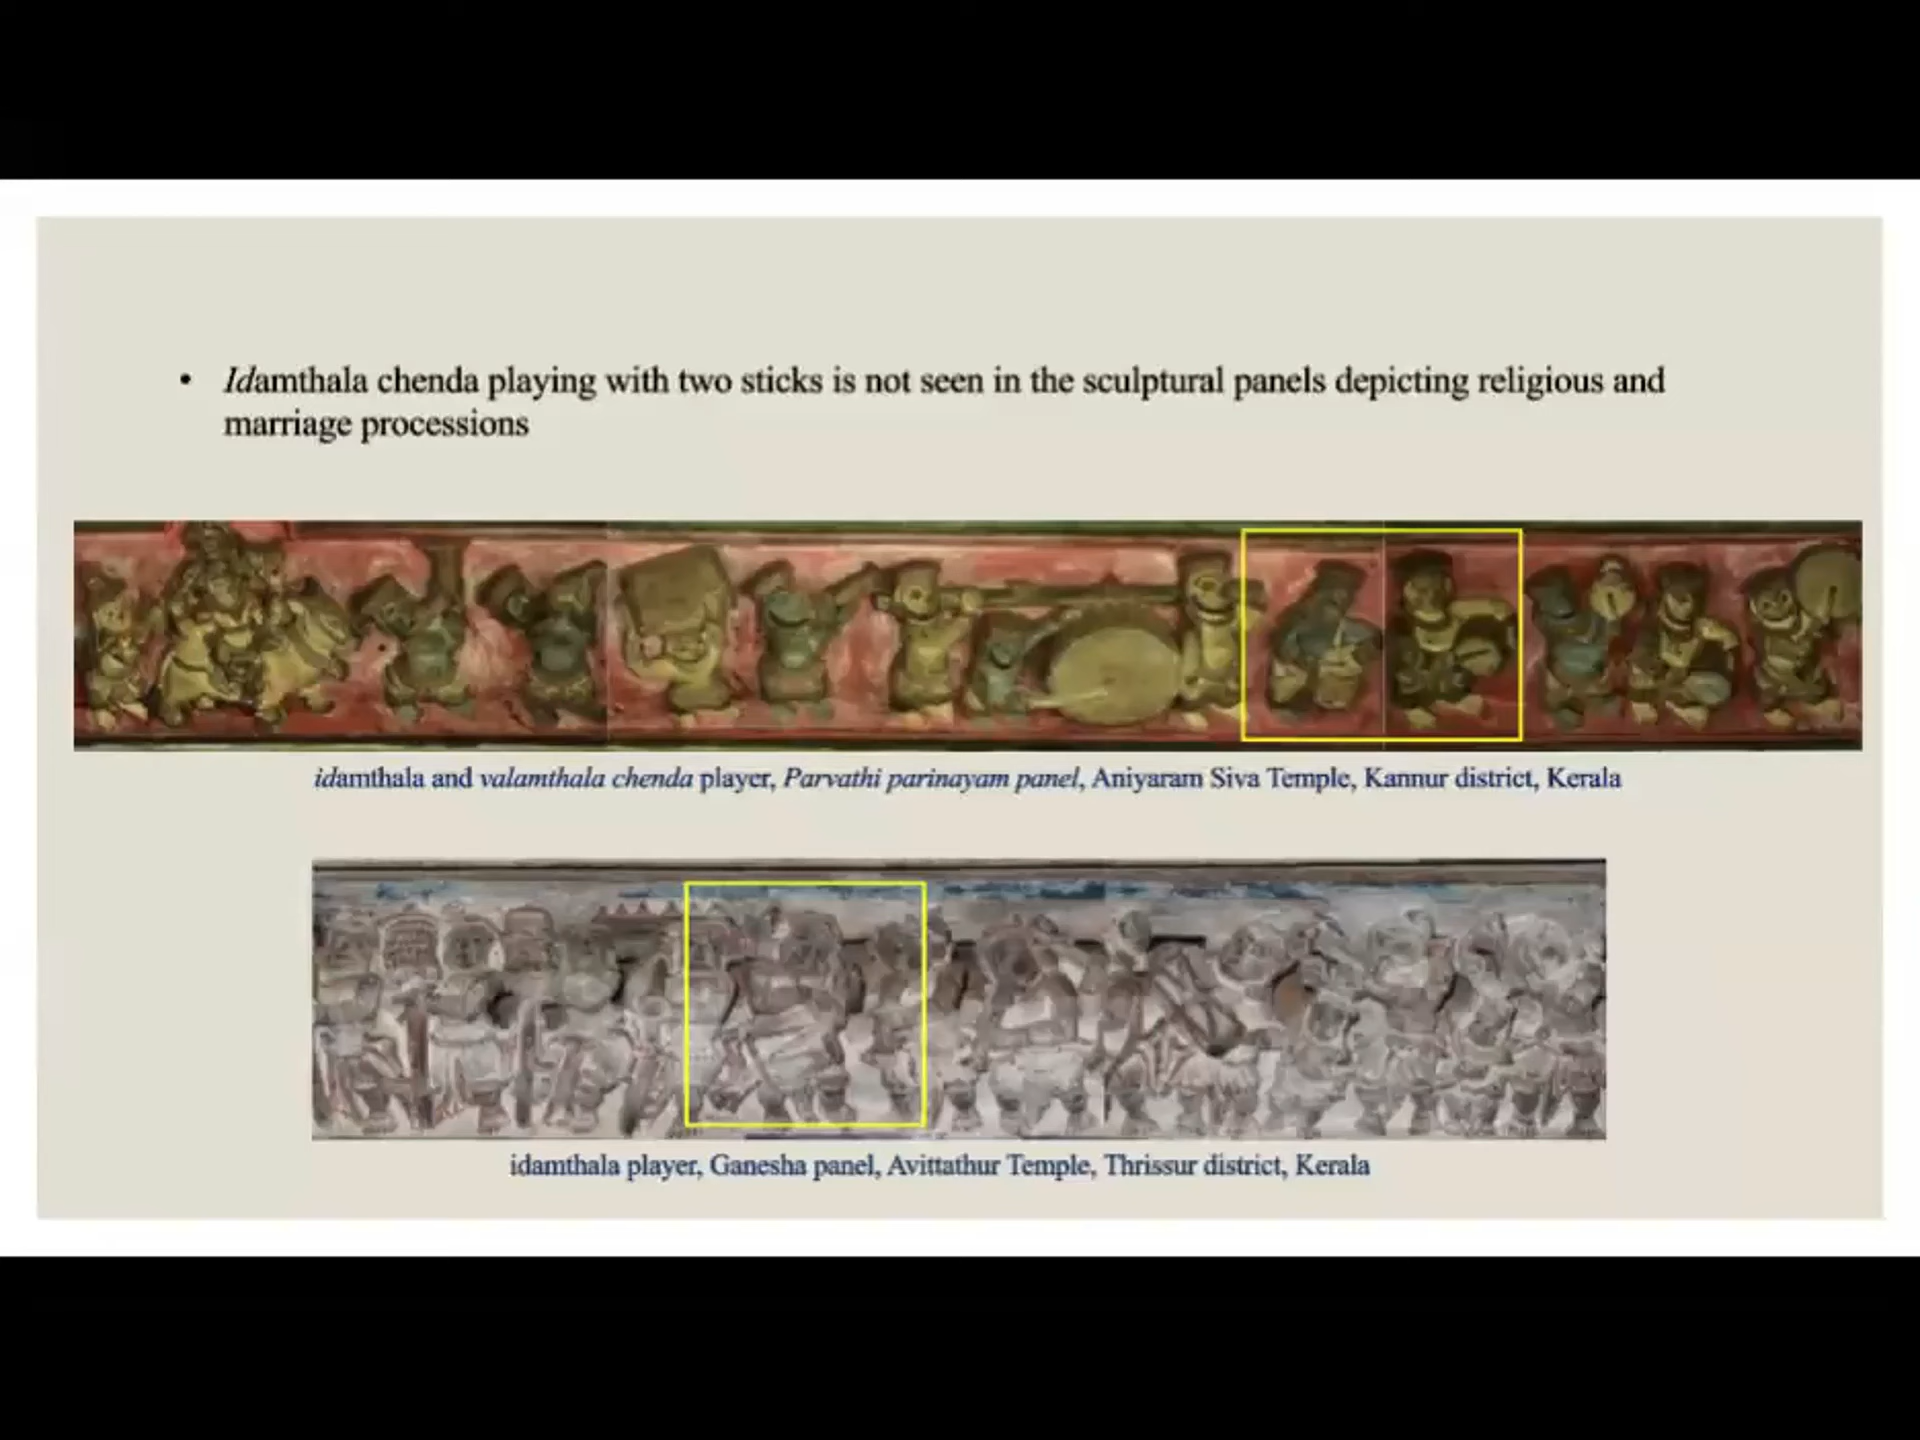 • Idamthala chenda playing with two sticks is not seen in the sculptural panels depicting religious and
marriage processions
idamthala and valamthala chenda player, Parvathi parinayam panel, Aniyaram Siva Temple, Kannur district, Kerala
idamthala player, Ganesha panel, Avittathur Temple, Thrissur district, Kerala